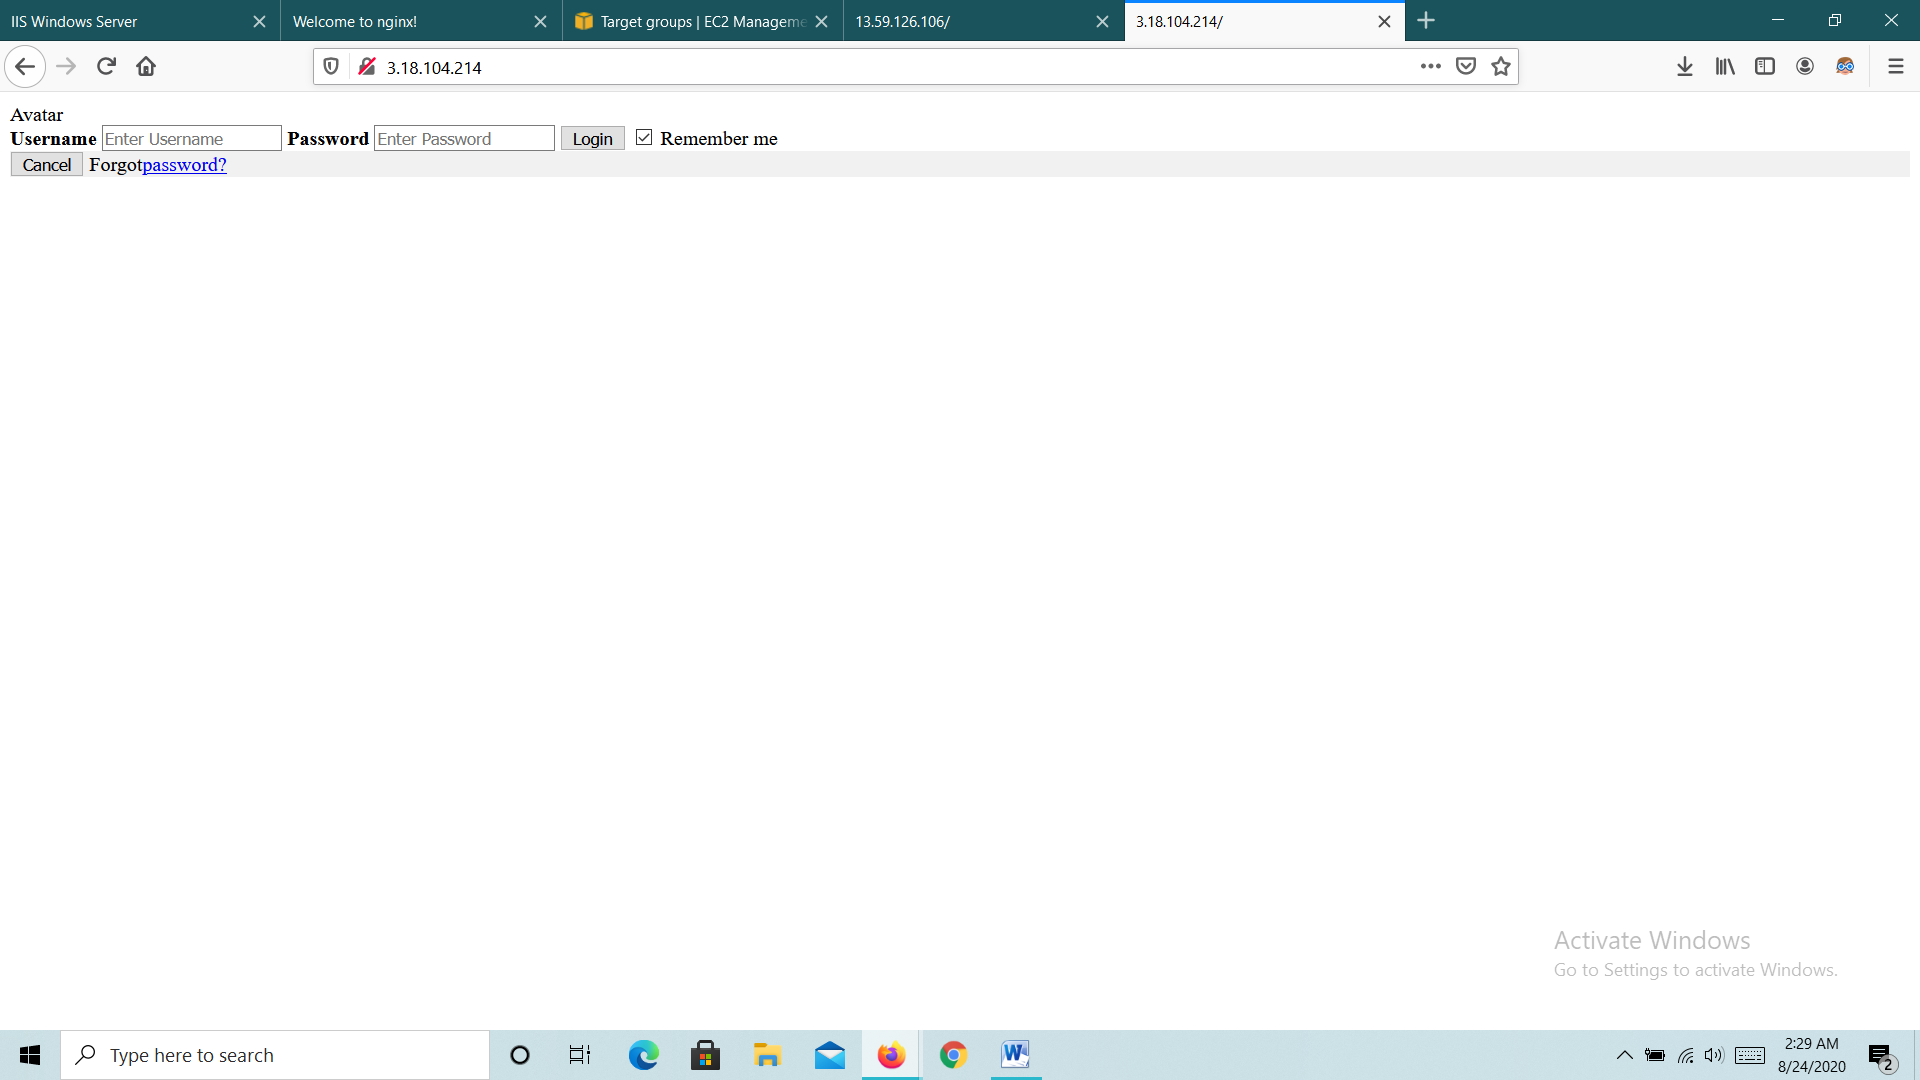 IIS Windows Server
Welcome to nginx!
Target groups | EC2 Manageme
13.59.126.106/
3.18.104.214/
3.18.104.214
Avatar
Username Enter Username Password Enter Password Login Remember me
Cancel Forgotpassword?
Activate Windows
Go to Settings to activate Windows.
Type here to search
W
2:29 AM
8/24/2020
2